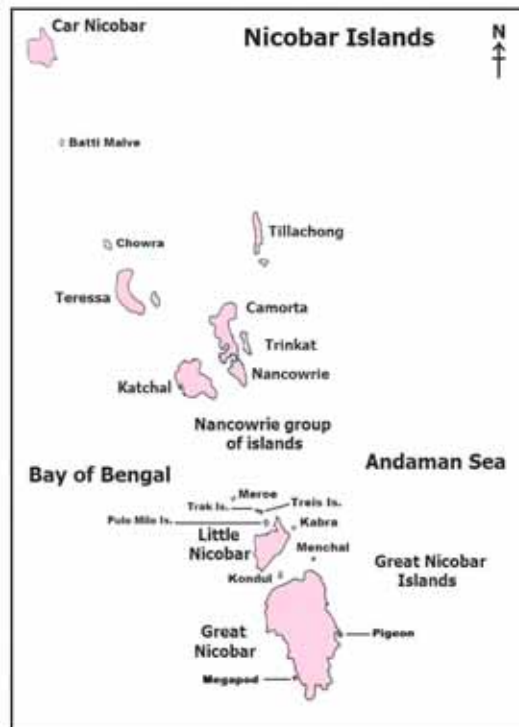 Car Nicobar
Nicobar Islands
N
Batti Malve
Tillachong
Chowra
Teressa
Camorta
Trinkat
Nancowrie
Katchal
Nancowrie group
of islands
Andaman Sea
Bay of Bengal
Meroe
Trak Is.
Treis Is.
Pulo Milo Is.
Kabra
Little
Nicobar
Menchal
Great Nicobar
Islands
Kondul
Great
Nicobar
Pigeon
Megapod